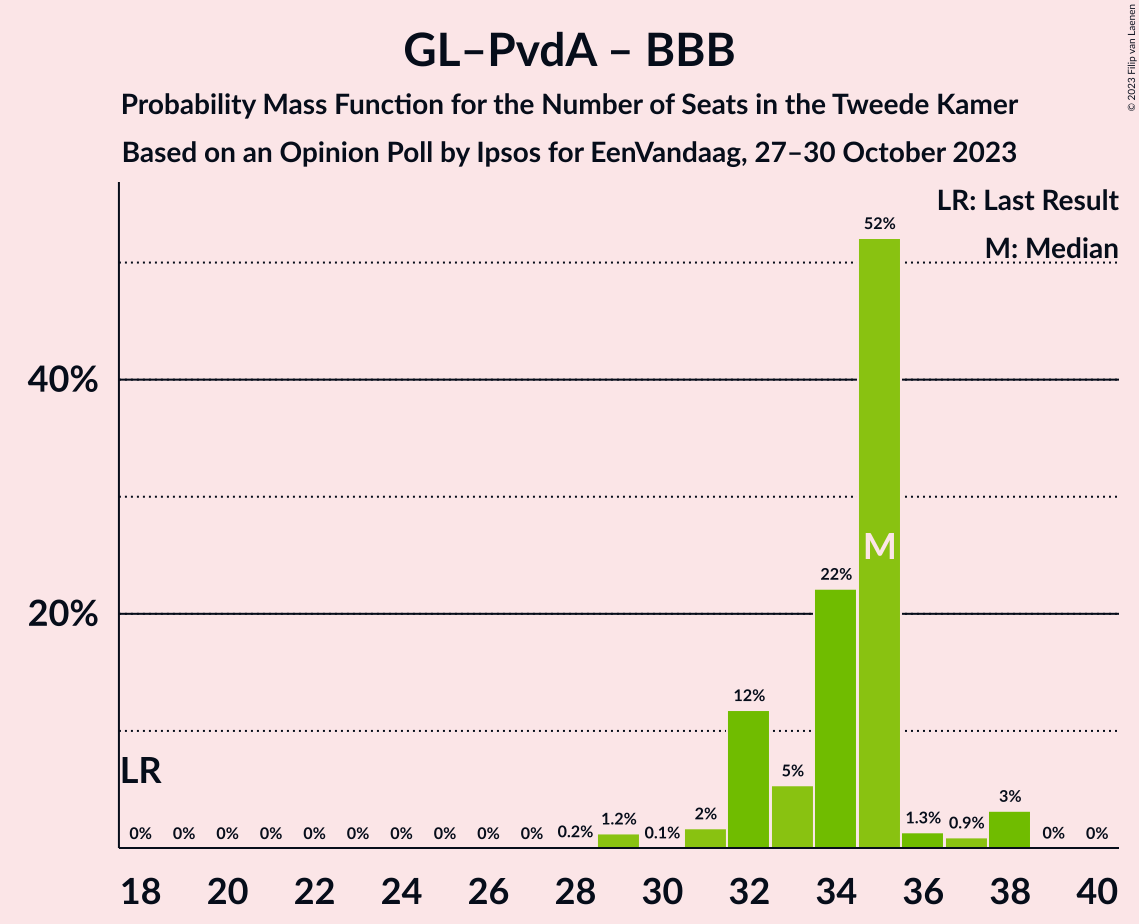 GL–PvdA – BBB
Probability Mass Function for the Number of Seats in the Tweede Kamer
Based on an Opinion Poll by Ipsos for EenVandaag, 27–30 October 2023
© 2023 Filip van Laenen
LR: Last Result
M: Median
52%
40%
M
22%
20%
12%
LR
5%
3%
0% 0% 0% 0% 0% 0% 0% 0% 0% 0% 0.2% 1.2% 0.1% 2% 1.3% 0.9% 0% 0%
18 20 22 24 26 28 30 32 34 36 38 40